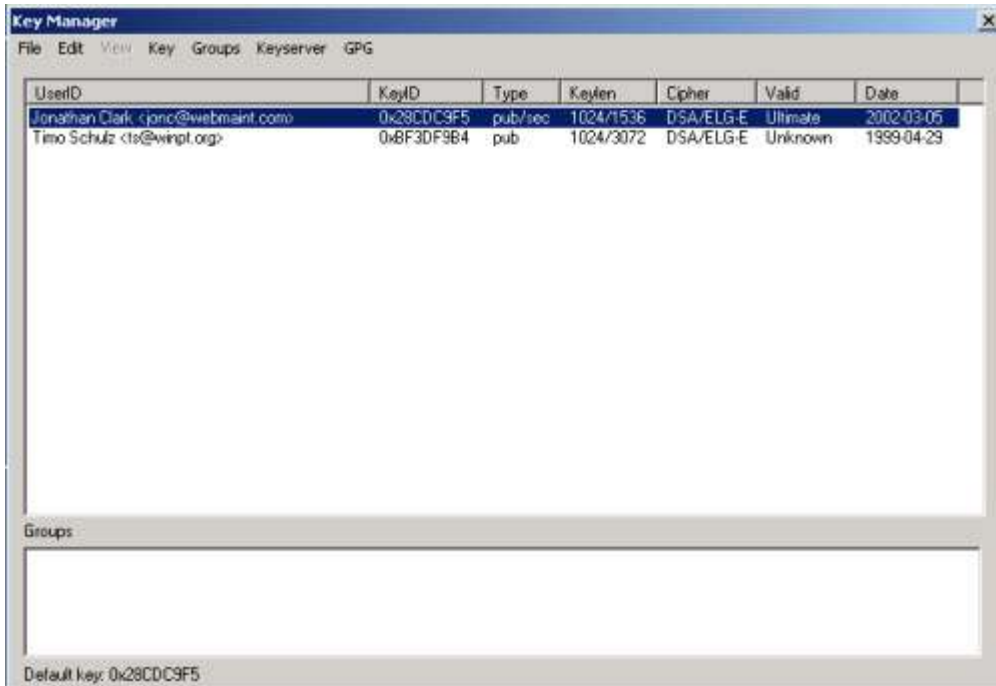 Key Manager
File Edit View Key Groups Keyserver GPG
UserID KeyID Type Keylen Cipher Valid Date
Jonathan Clark <jonc@webmaint.com> 0x28CDC9F5 pub/sec 1024/1536 DSA/ELG-E Ultimate 2002-03-05
Timo Schulz <ts@winpt.org> 0xBF3DF9B4 pub 1024/3072 DSA/ELG-E Unknown 1999-04-29
Groups
Default key: 0x28CDC9F5